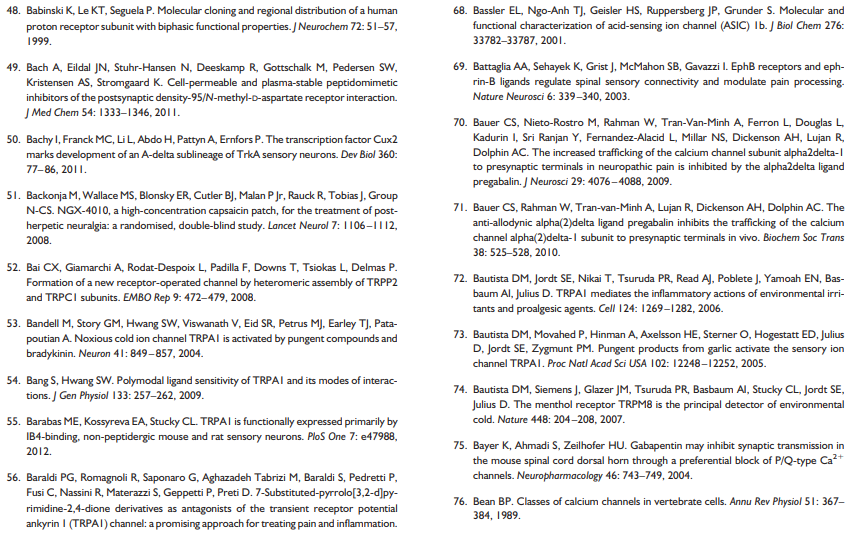 48. Babinski K, Le KT, Seguela P. Molecular cloning and regional distribution of a human
proton receptor subunit with biphasic functional properties. J Neurochem 72: 51–57,
1999.
49. Bach A, Eildal JN, Stuhr-Hansen N, Deeskamp R, Gottschalk M, Pedersen SW,
Kristensen AS, Stromgaard K. Cell-permeable and plasma-stable peptidomimetic
inhibitors of the postsynaptic density-95/N-methyl-D-aspartate receptor interaction.
J Med Chem 54: 1333–1346, 2011.
50. Bachy I, Franck MC, Li L, Abdo H, Pattyn A, Ernfors P. The transcription factor Cux2
marks development of an A-delta sublineage of TrkA sensory neurons. Dev Biol 360:
77–86, 2011.
51. Backonja M, Wallace MS, Blonsky ER, Cutler BJ, Malan P Jr, Rauck R, Tobias J, Group
N-CS. NGX-4010, a high-concentration capsaicin patch, for the treatment of post-
herpetic neuralgia: a randomised, double-blind study. Lancet Neurol 7: 1106–1112,
2008.
52. Bai CX, Giamarchi A, Rodat-Despoix L, Padilla F, Downs T, Tsiokas L, Delmas P.
Formation of a new receptor-operated channel by heteromeric assembly of TRPP2
and TRPC1 subunits. EMBO Rep 9: 472–479, 2008.
53. Bandell M, Story GM, Hwang SW, Viswanath V, Eid SR, Petrus MJ, Earley TJ, Pata-
poutian A. Noxious cold ion channel TRPA1 is activated by pungent compounds and
bradykinin. Neuron 41: 849–857, 2004.
54. Bang S, Hwang SW. Polymodal ligand sensitivity of TRPA1 and its modes of interac-
tions. J Gen Physiol 133: 257–262, 2009.
55. Barabas ME, Kossyreva EA, Stucky CL. TRPA1 is functionally expressed primarily by
IB4-binding, non-peptidergic mouse and rat sensory neurons. PloS One 7: e47988,
2012.
56. Baraldi PG, Romagnoli R, Saponaro G, Aghazadeh Tabrizi M, Baraldi S, Pedretti P,
Fusi C, Nassini R, Materazzi S, Geppetti P, Preti D. 7-Substituted-pyrrolo[3,2-d]py-
rimidine-2,4-dione derivatives as antagonists of the transient receptor potential
ankyrin 1 (TRPA1) channel: a promising approach for treating pain and inflammation.
68. Bassler EL, Ngo-Anh TJ, Geisler HS, Ruppersberg JP, Grunder S. Molecular and
functional characterization of acid-sensing ion channel (ASIC) 1b. J Biol Chem 276:
33782–33787, 2001.
69. Battaglia AA, Sehayek K, Grist J, McMahon SB, Gavazzi I. EphB receptors and eph-
rin-B ligands regulate spinal sensory connectivity and modulate pain processing.
Nature Neurosci 6: 339–340, 2003.
70. Bauer CS, Nieto-Rostro M, Rahman W, Tran-Van-Minh A, Ferron L, Douglas L,
Kadurin I, Sri Ranjan Y, Fernandez-Alacid L, Millar NS, Dickenson AH, Lujan R,
Dolphin AC. The increased trafficking of the calcium channel subunit alpha2delta-1
to presynaptic terminals in neuropathic pain is inhibited by the alpha2delta ligand
pregabalin. J Neurosci 29: 4076–4088, 2009.
71. Bauer CS, Rahman W, Tran-van-Minh A, Lujan R, Dickenson AH, Dolphin AC. The
anti-allodynic alpha(2)delta ligand pregabalin inhibits the trafficking of the calcium
channel alpha(2)delta-1 subunit to presynaptic terminals in vivo. Biochem Soc Trans
38: 525–528, 2010.
72. Bautista DM, Jordt SE, Nikai T, Tsuruda PR, Read AJ, Poblete J, Yamoah EN, Bas-
baum AI, Julius D. TRPA1 mediates the inflammatory actions of environmental irri-
tants and proalgesic agents. Cell 124: 1269–1282, 2006.
73. Bautista DM, Movahed P, Hinman A, Axelsson HE, Sterner O, Hogestatt ED, Julius
D, Jordt SE, Zygmunt PM. Pungent products from garlic activate the sensory ion
channel TRPA1. Proc Natl Acad Sci USA 102: 12248–12252, 2005.
74. Bautista DM, Siemens J, Glazer JM, Tsuruda PR, Basbaum AI, Stucky CL, Jordt SE,
Julius D. The menthol receptor TRPM8 is the principal detector of environmental
cold. Nature 448: 204–208, 2007.
75. Bayer K, Ahmadi S, Zeilhofer HU. Gabapentin may inhibit synaptic transmission in
the mouse spinal cord dorsal horn through a preferential block of P/Q-type Ca²⁺
channels. Neuropharmacology 46: 743–749, 2004.
76. Bean BP. Classes of calcium channels in vertebrate cells. Annu Rev Physiol 51: 367–
384, 1989.